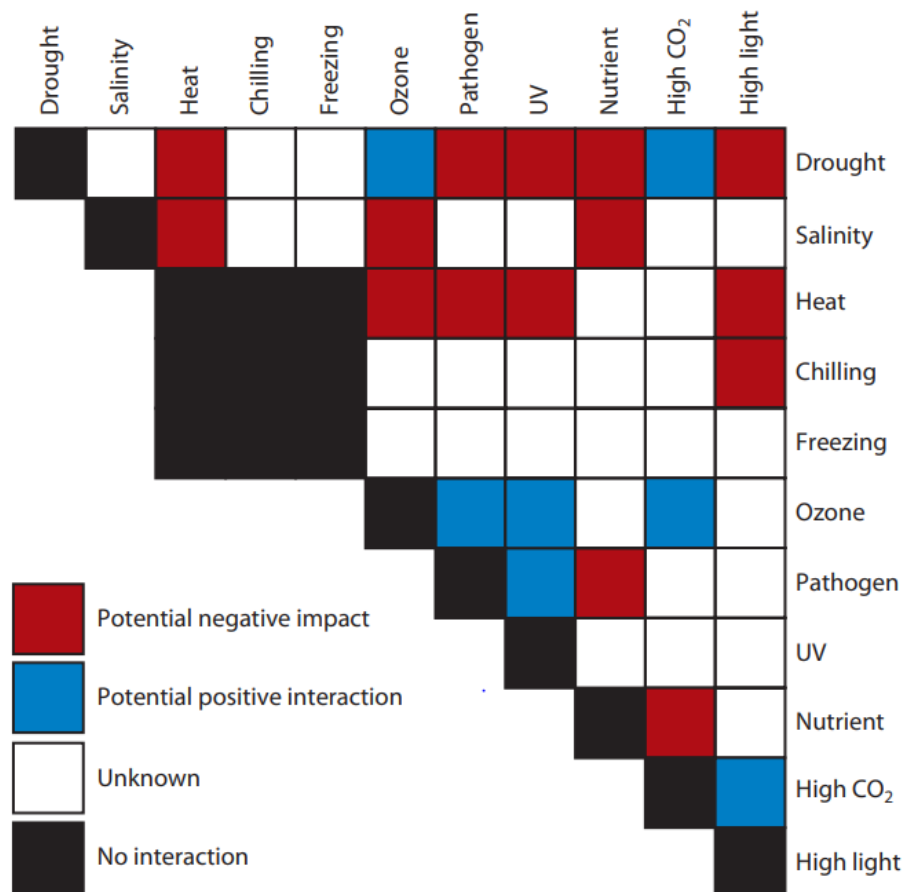 Drought
Salinity
Heat
Chilling
Freezing
Ozone
Pathogen
UV
Nutrient
High CO₂
High light
Drought
Salinity
Heat
Chilling
Freezing
Ozone
Pathogen
UV
Nutrient
High CO₂
High light
Potential negative impact
Potential positive interaction
Unknown
No interaction